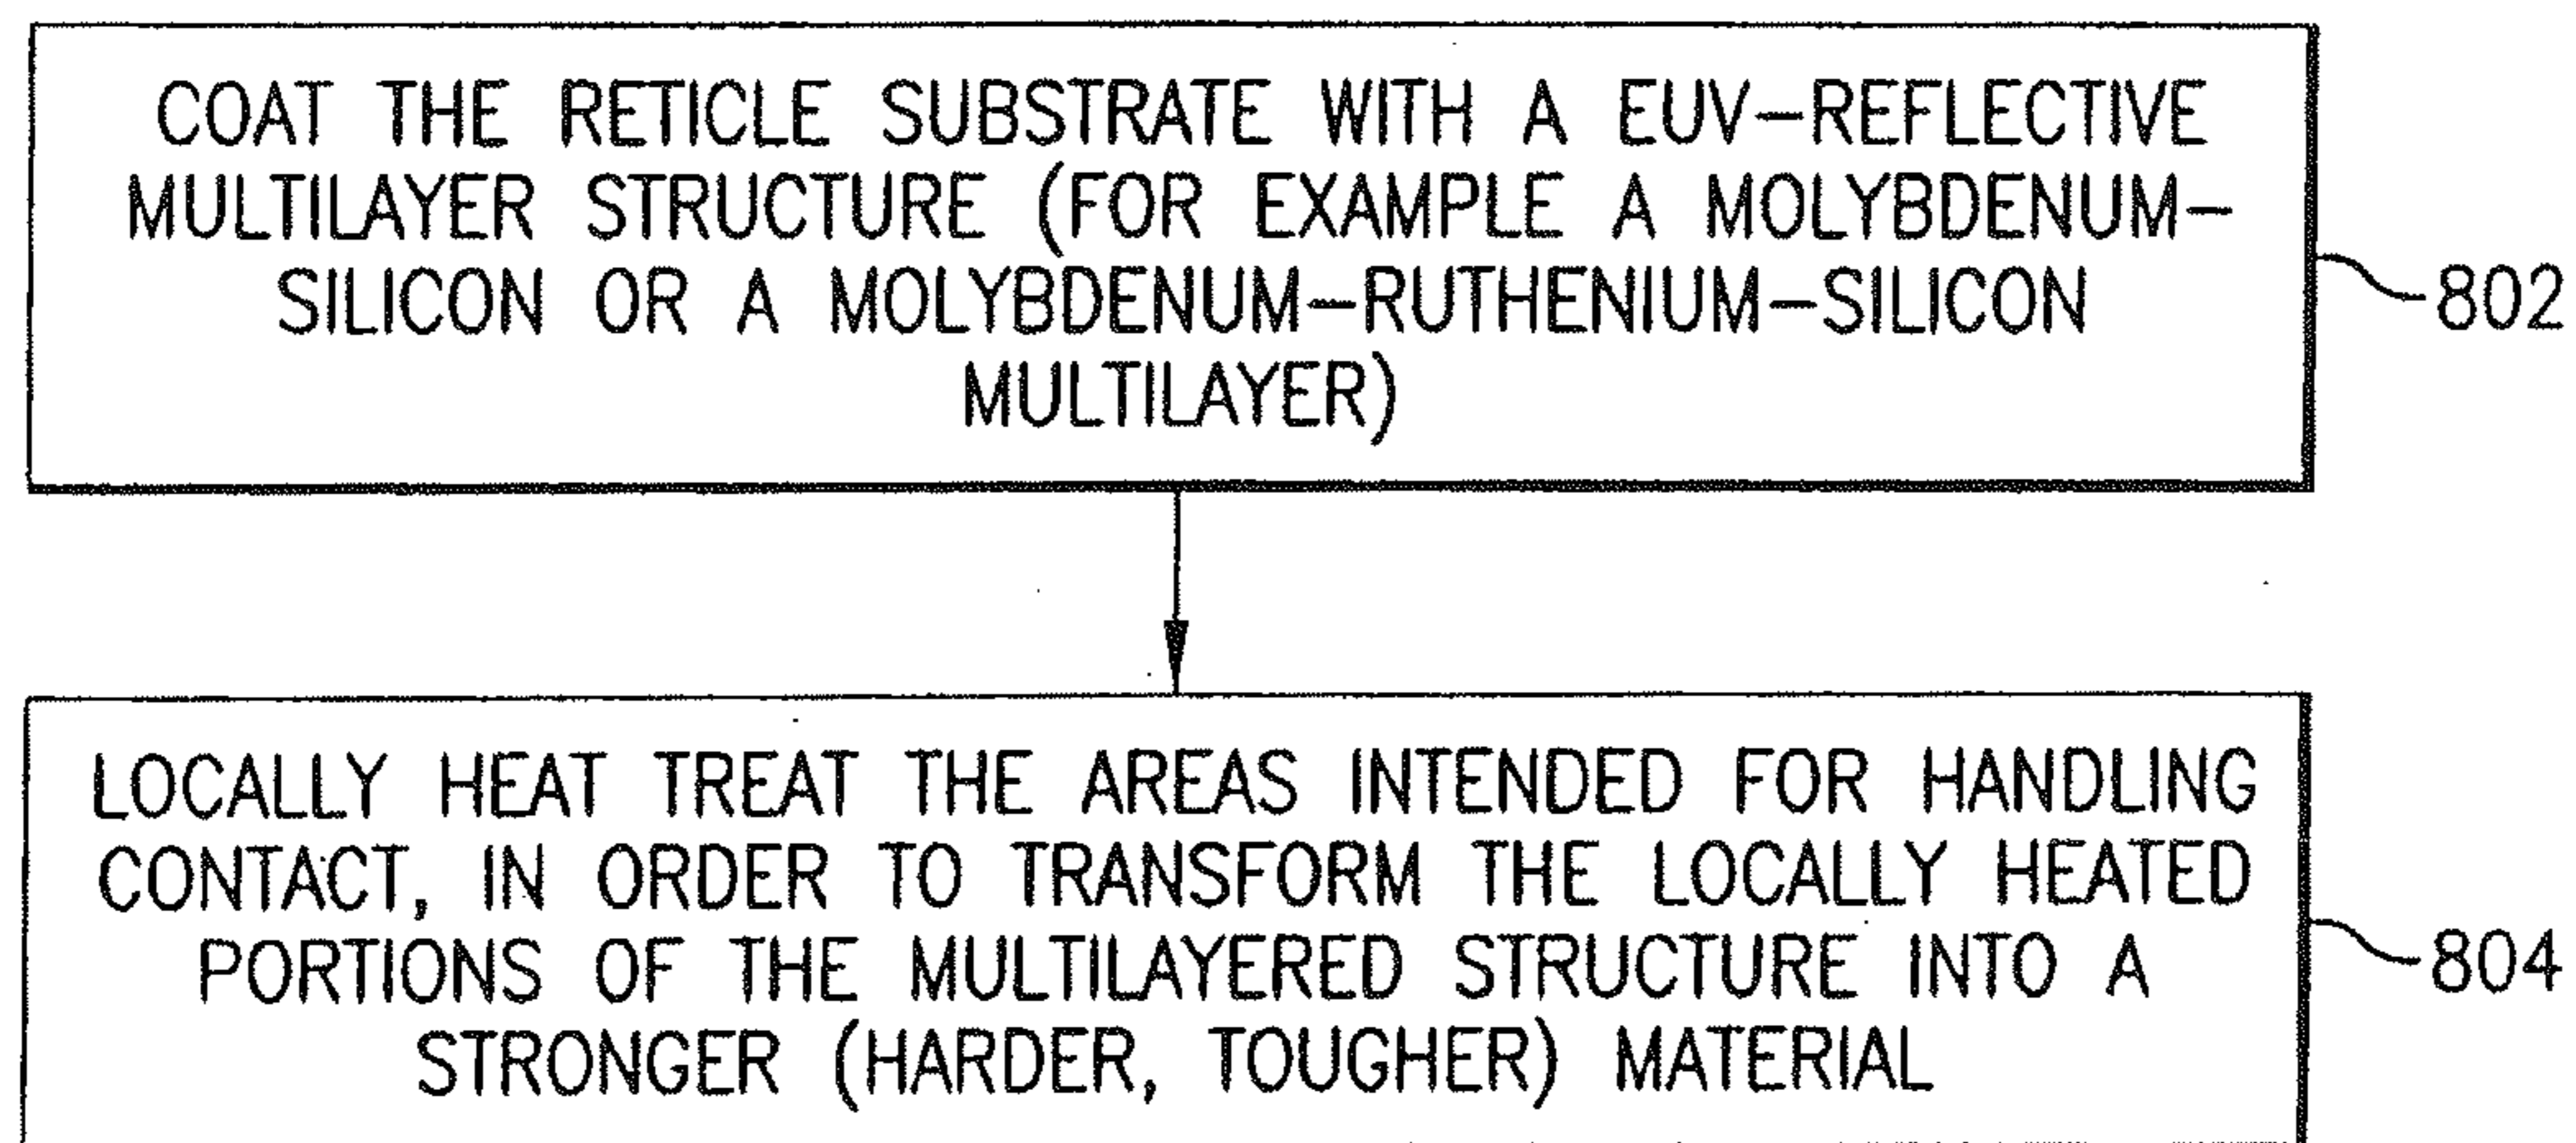 COAT THE RETICLE SUBSTRATE WITH A EUV-REFLECTIVE
MULTILAYER STRUCTURE (FOR EXAMPLE A MOLYBDENUM-
SILICON OR A MOLYBDENUM-RUTHENIUM-SILICON
MULTILAYER)
802
LOCALLY HEAT TREAT THE AREAS INTENDED FOR HANDLING
CONTACT, IN ORDER TO TRANSFORM THE LOCALLY HEATED
PORTIONS OF THE MULTILAYERED STRUCTURE INTO A
STRONGER (HARDER, TOUGHER) MATERIAL
804